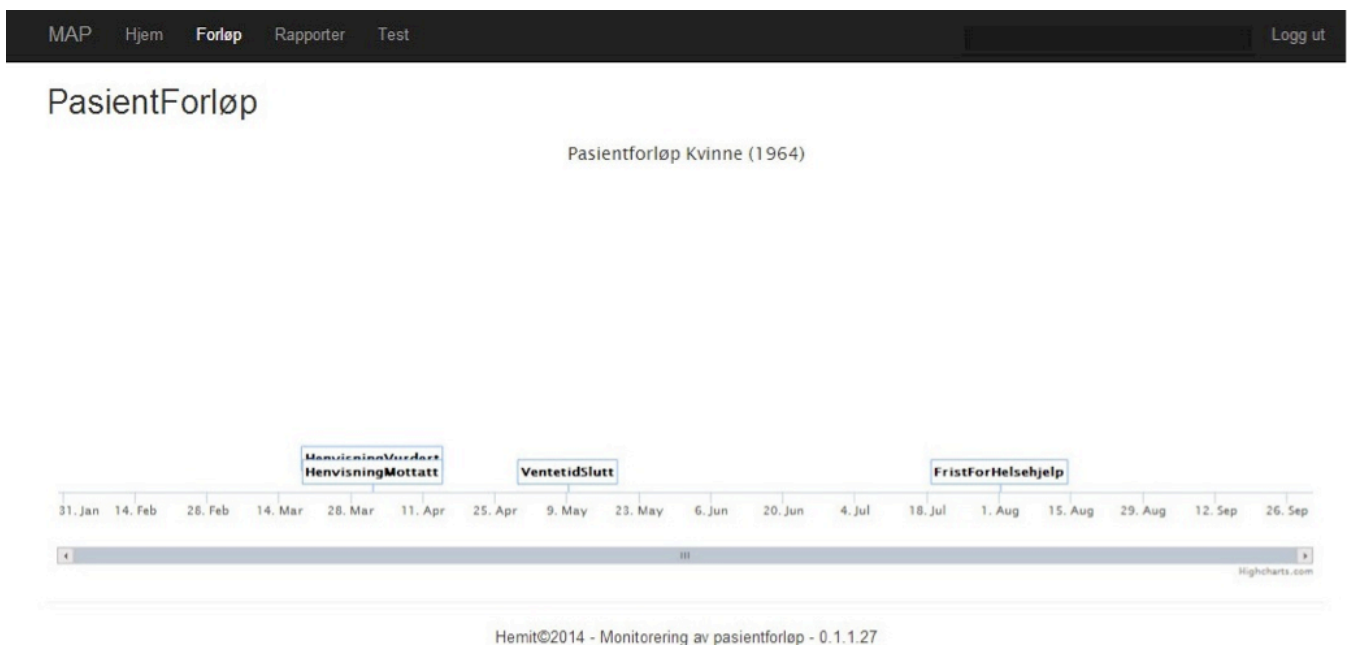 MAP Hjem Forløp Rapporter Test Logg ut
PasientForløp
Pasientforløp Kvinne (1964)
HenvisningVurdert
HenvisningMottatt VentetidSlutt FristForHelsehjelp
31. Jan 14. Feb 28. Feb 14. Mar 28. Mar 11. Apr 25. Apr 9. May 23. May 6. Jun 20. Jun 4. Jul 18. Jul 1. Aug 15. Aug 29. Aug 12. Sep 26. Sep
Highcharts.com
Hemit©2014 - Monitorering av pasientforløp - 0.1.1.27